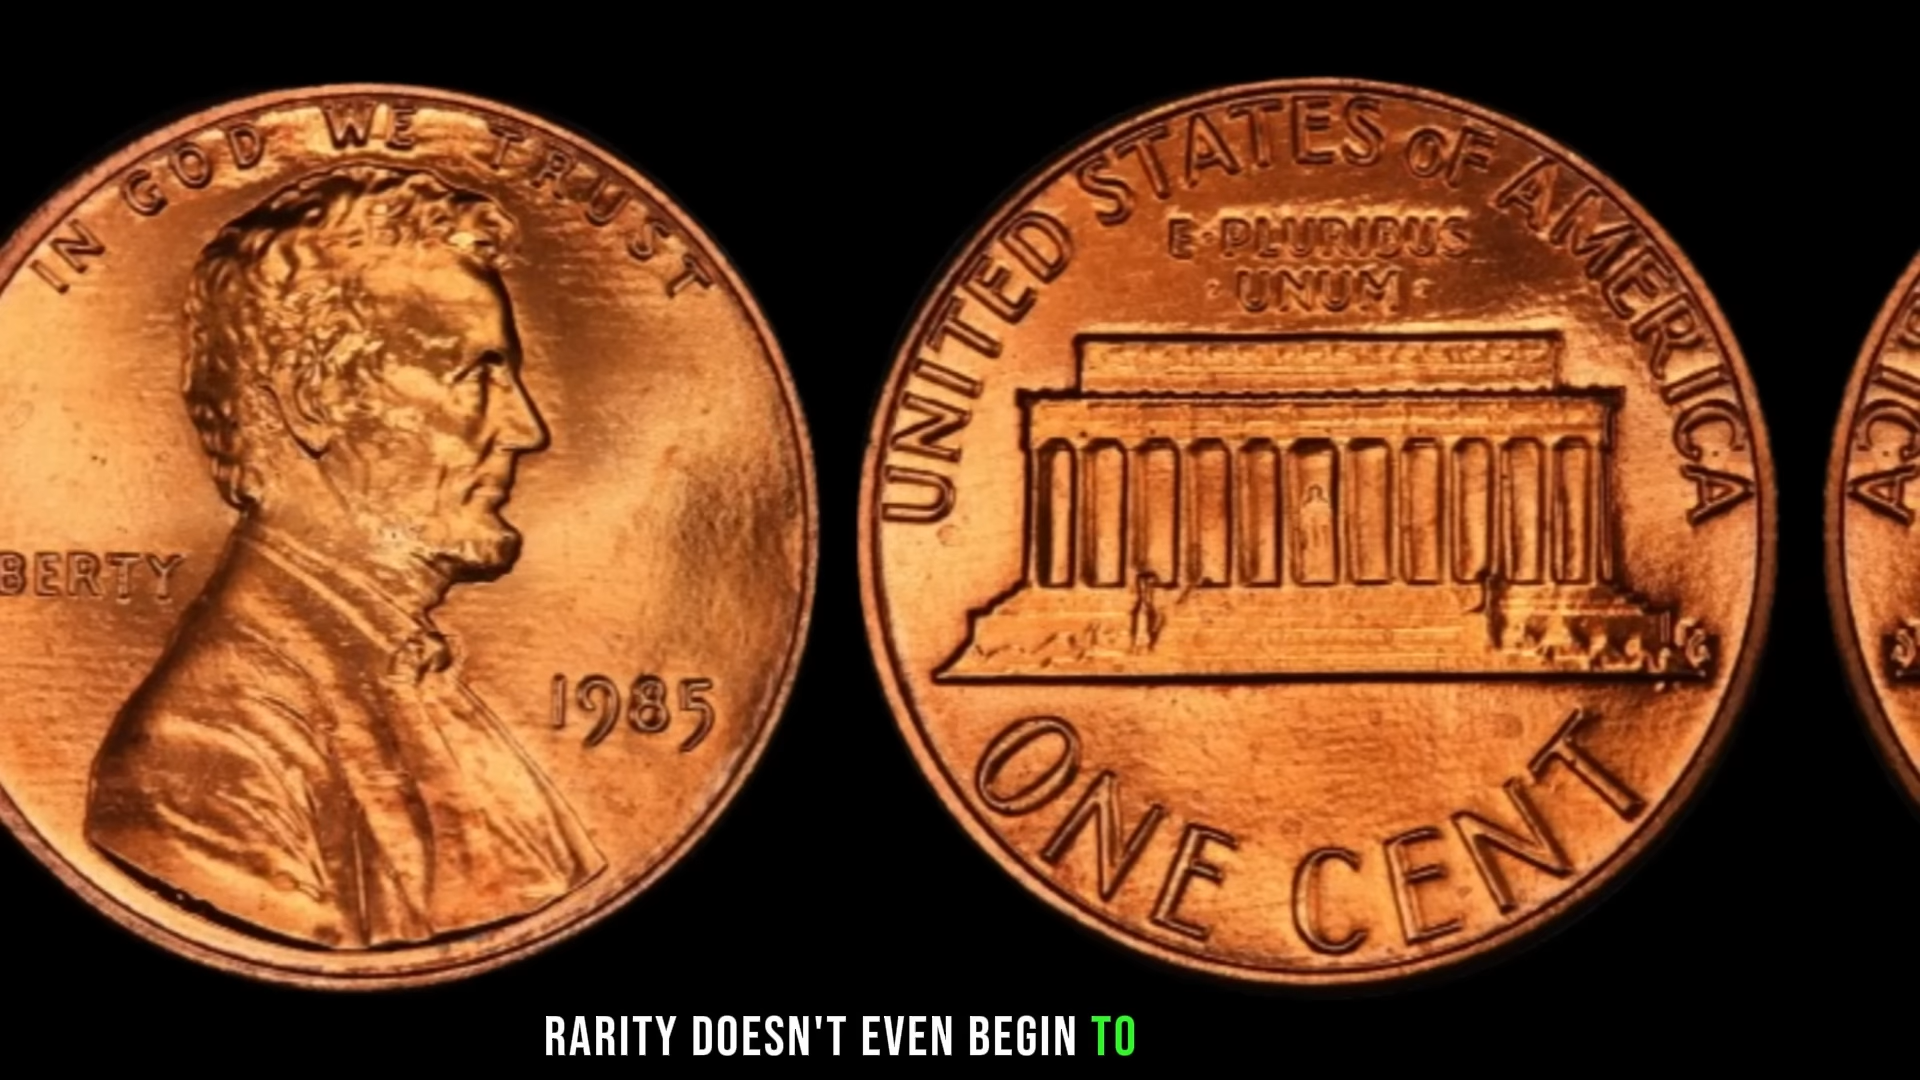 IN GOD WE TRUST
BERTY
1985
UNITED STATES OF AMERICA
E·PLURIBUS
·UNUM·
ONE CENT
RARITY DOESN'T EVEN BEGIN TO